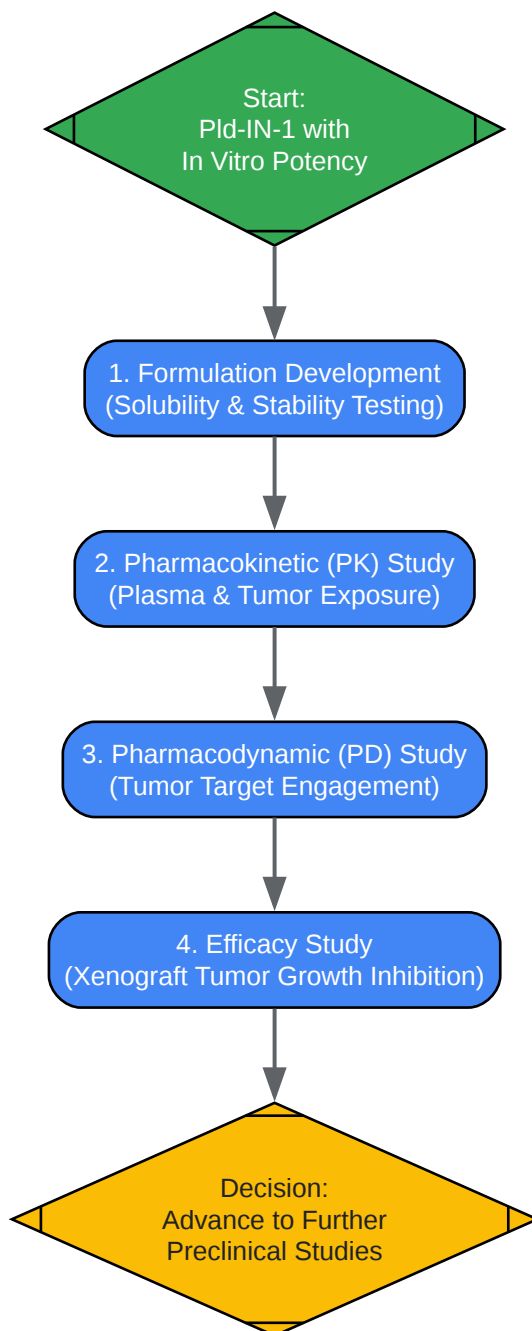 Start:
Pld-IN-1 with
In Vitro Potency
1. Formulation Development
(Solubility & Stability Testing)
2. Pharmacokinetic (PK) Study
(Plasma & Tumor Exposure)
3. Pharmacodynamic (PD) Study
(Tumor Target Engagement)
4. Efficacy Study
(Xenograft Tumor Growth Inhibition)
Decision:
Advance to Further
Preclinical Studies